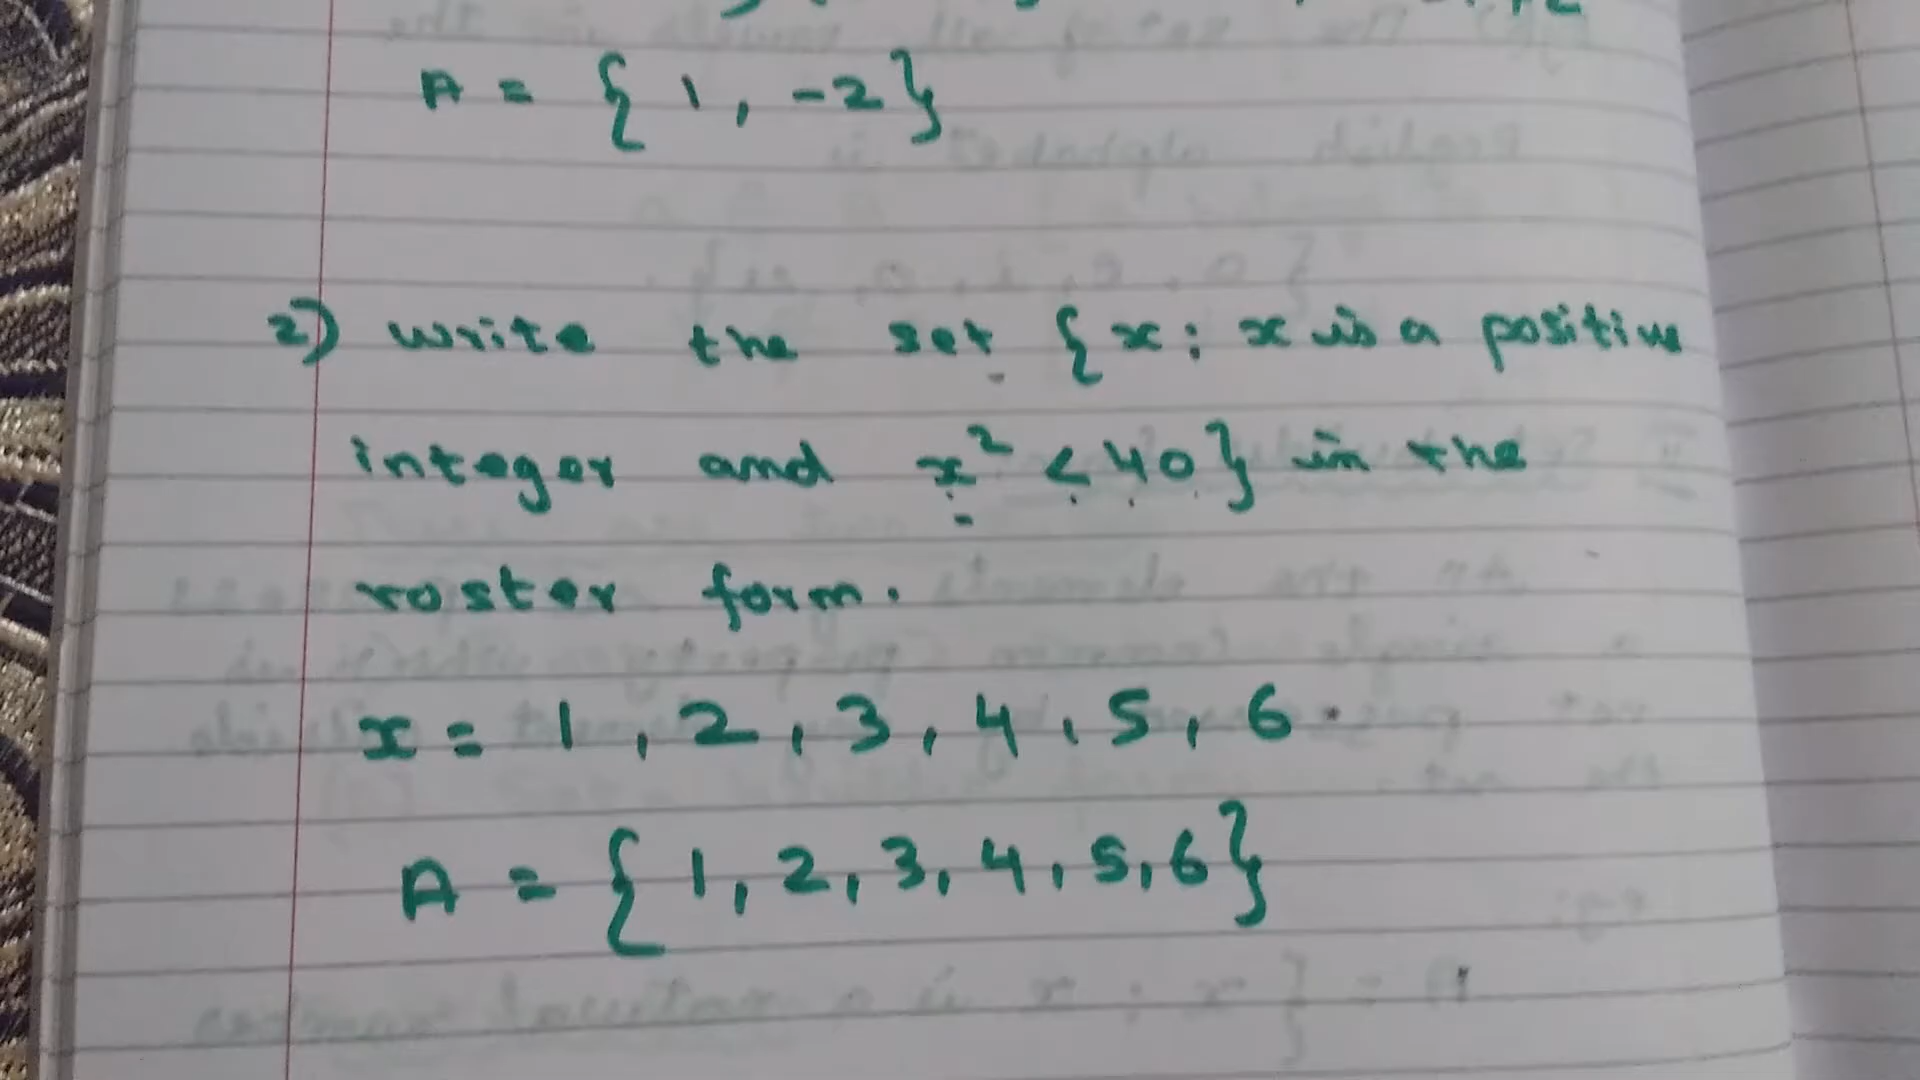 A = { 1, -2}
2) write the set {x : x is a positive
integer and x² < 40} in the
roster form.
x = 1, 2, 3, 4, 5, 6.
A = { 1, 2, 3, 4, 5, 6}